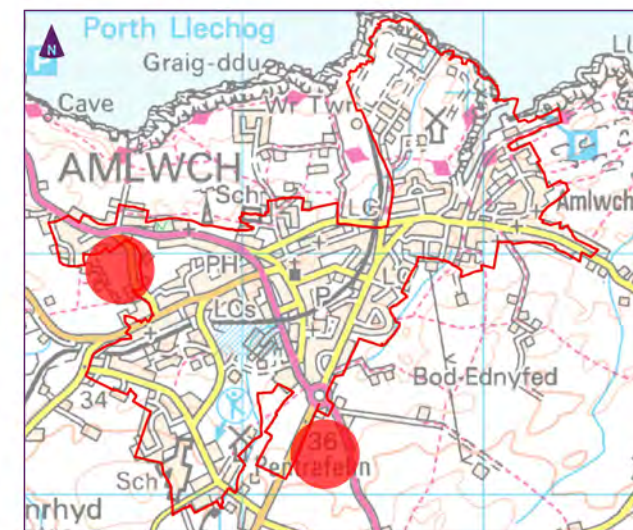 N
Porth Llechog
Graig-ddu
Cave
Wr Twr
AMLWCH
Sch
LC
Amlwch
PH
LC
LCs
P
Bod-Ednyfed
34
36
Pentrefelin
Sch
nrhyd